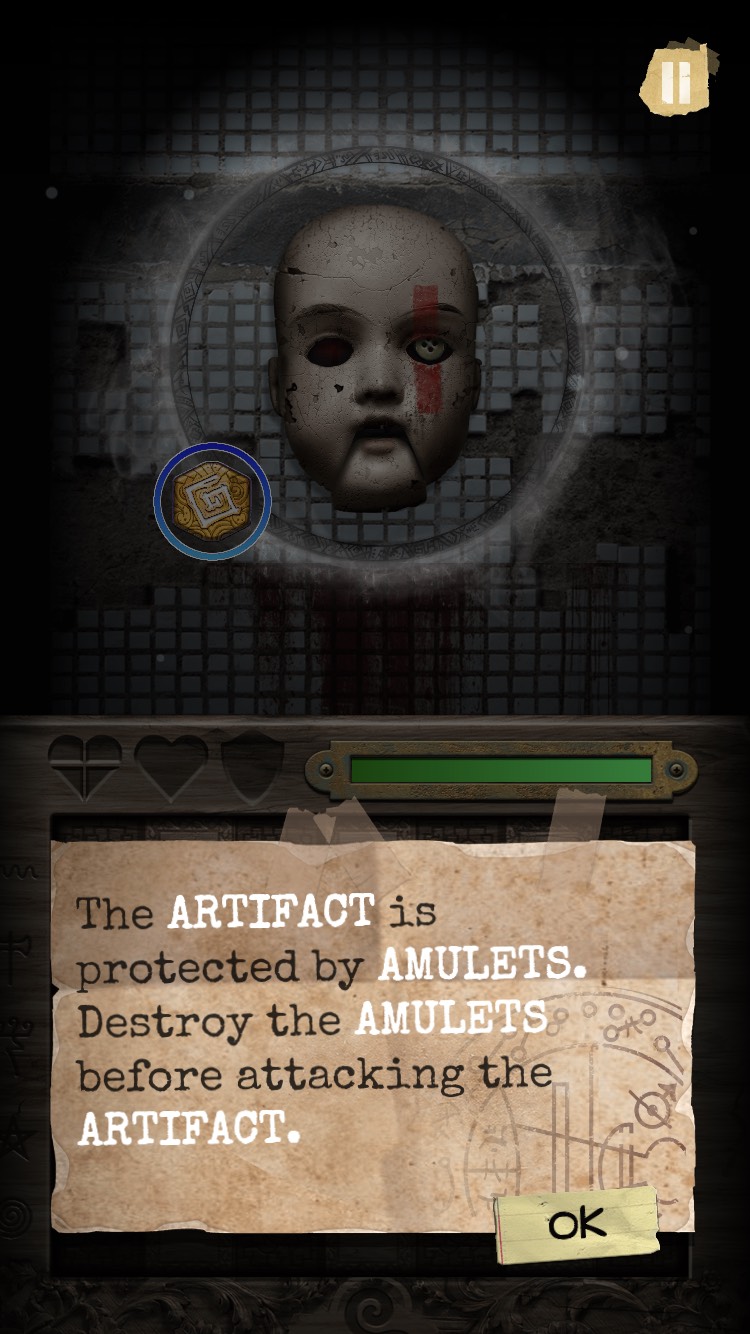 The ARTIFACT is
protected by AMULETS.
Destroy the AMULETS
before attacking the
ARTIFACT.
OK